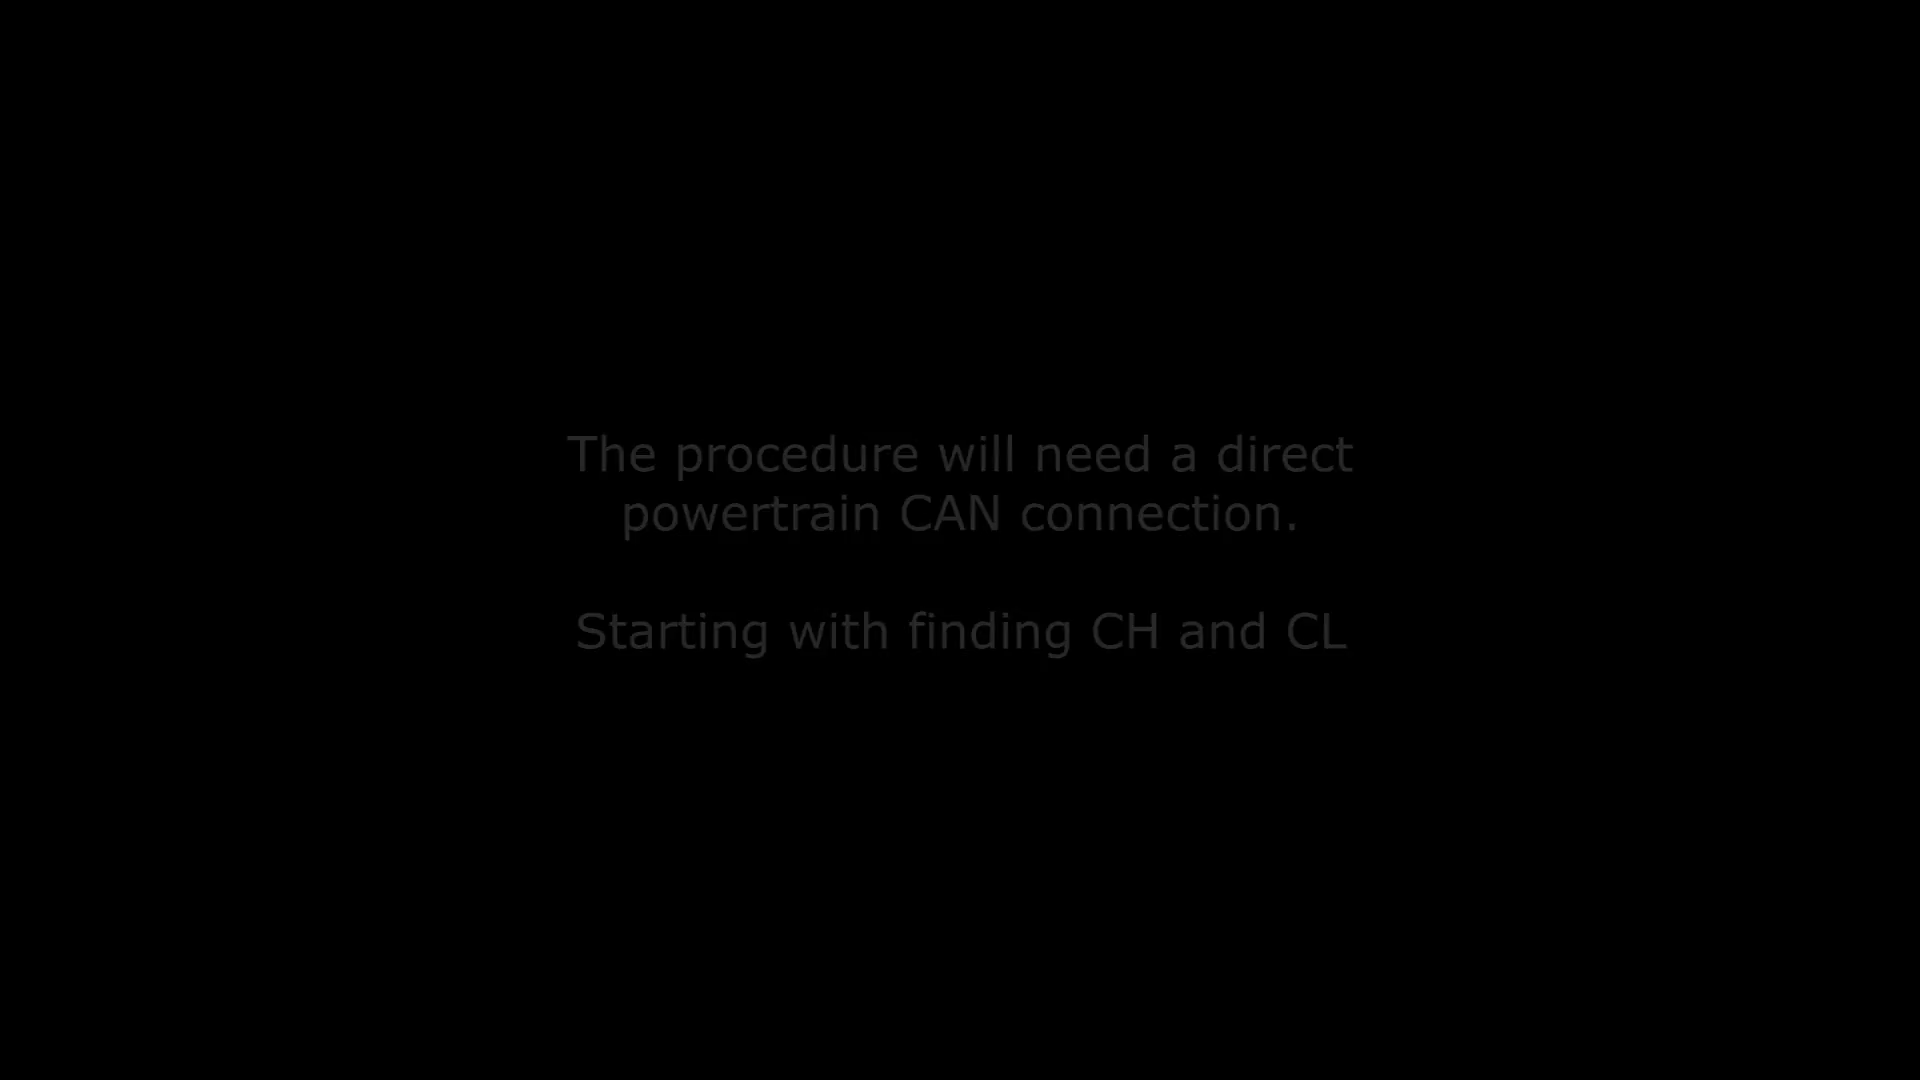 The procedure will need a direct
powertrain CAN connection.
Starting with finding CH and CL